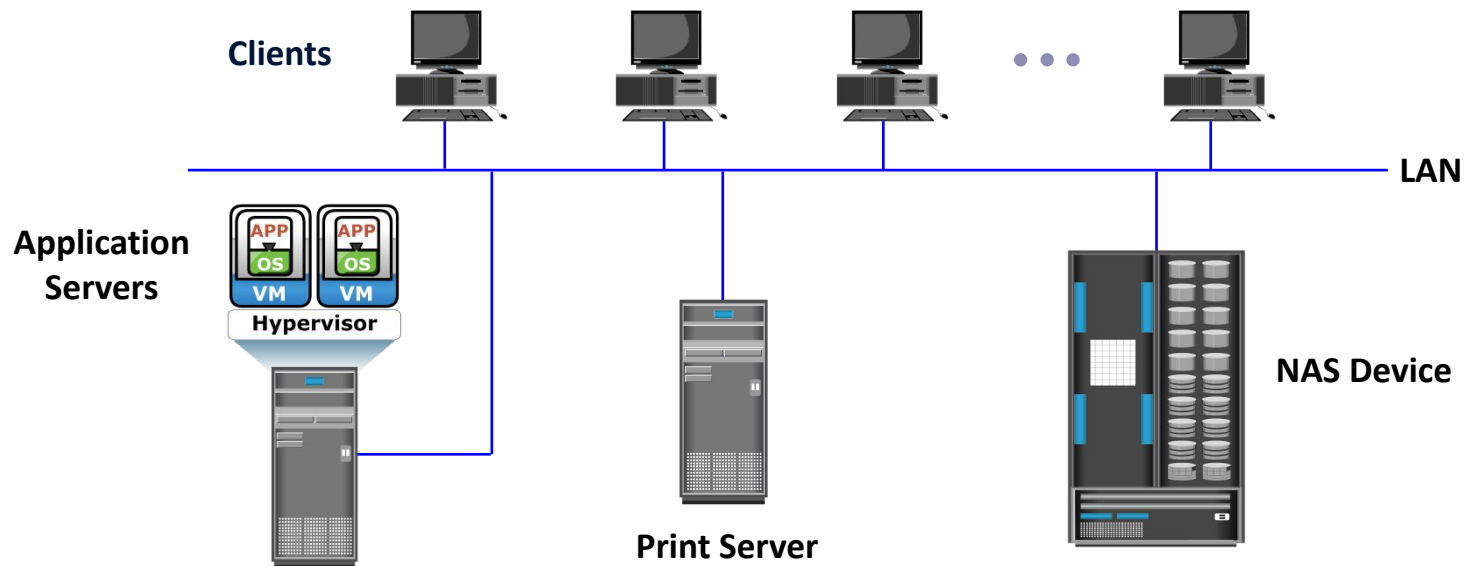 Clients
LAN
Application
Servers
APP
APP
OS
OS
VM
VM
Hypervisor
NAS Device
Print Server